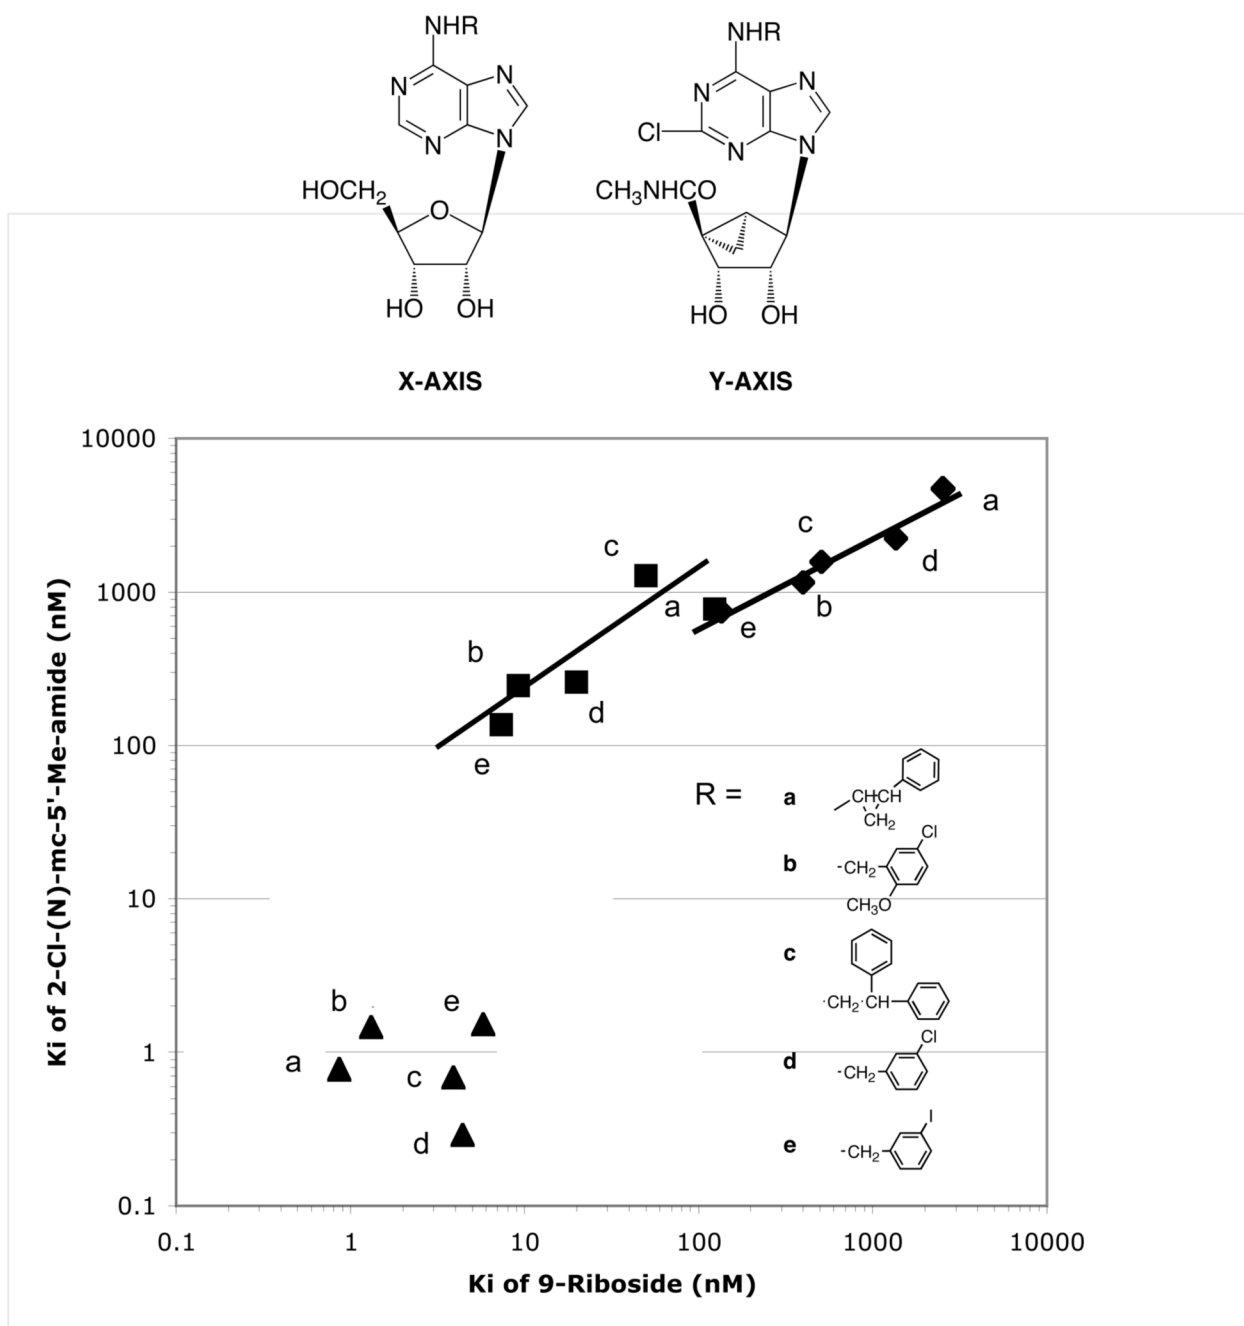 NHR
N
N
N
N
HOCH2
O
HO
OH
X-AXIS
NHR
N
N
Cl
N
N
CH3NHCO
HO
OH
Y-AXIS
Ki of 2-Cl-(N)-mc-5'-Me-amide (nM)
10000
1000
100
10
1
0.1
c
a
c
d
a
b
e
b
d
e
b
e
a
c
d
R =
a
CH-CH
CH2
b
Cl
-CH2
CH3O
c
·CH2·CH
d
Cl
-CH2
e
I
-CH2
0.1
1
10
100
1000
10000
Ki of 9-Riboside (nM)